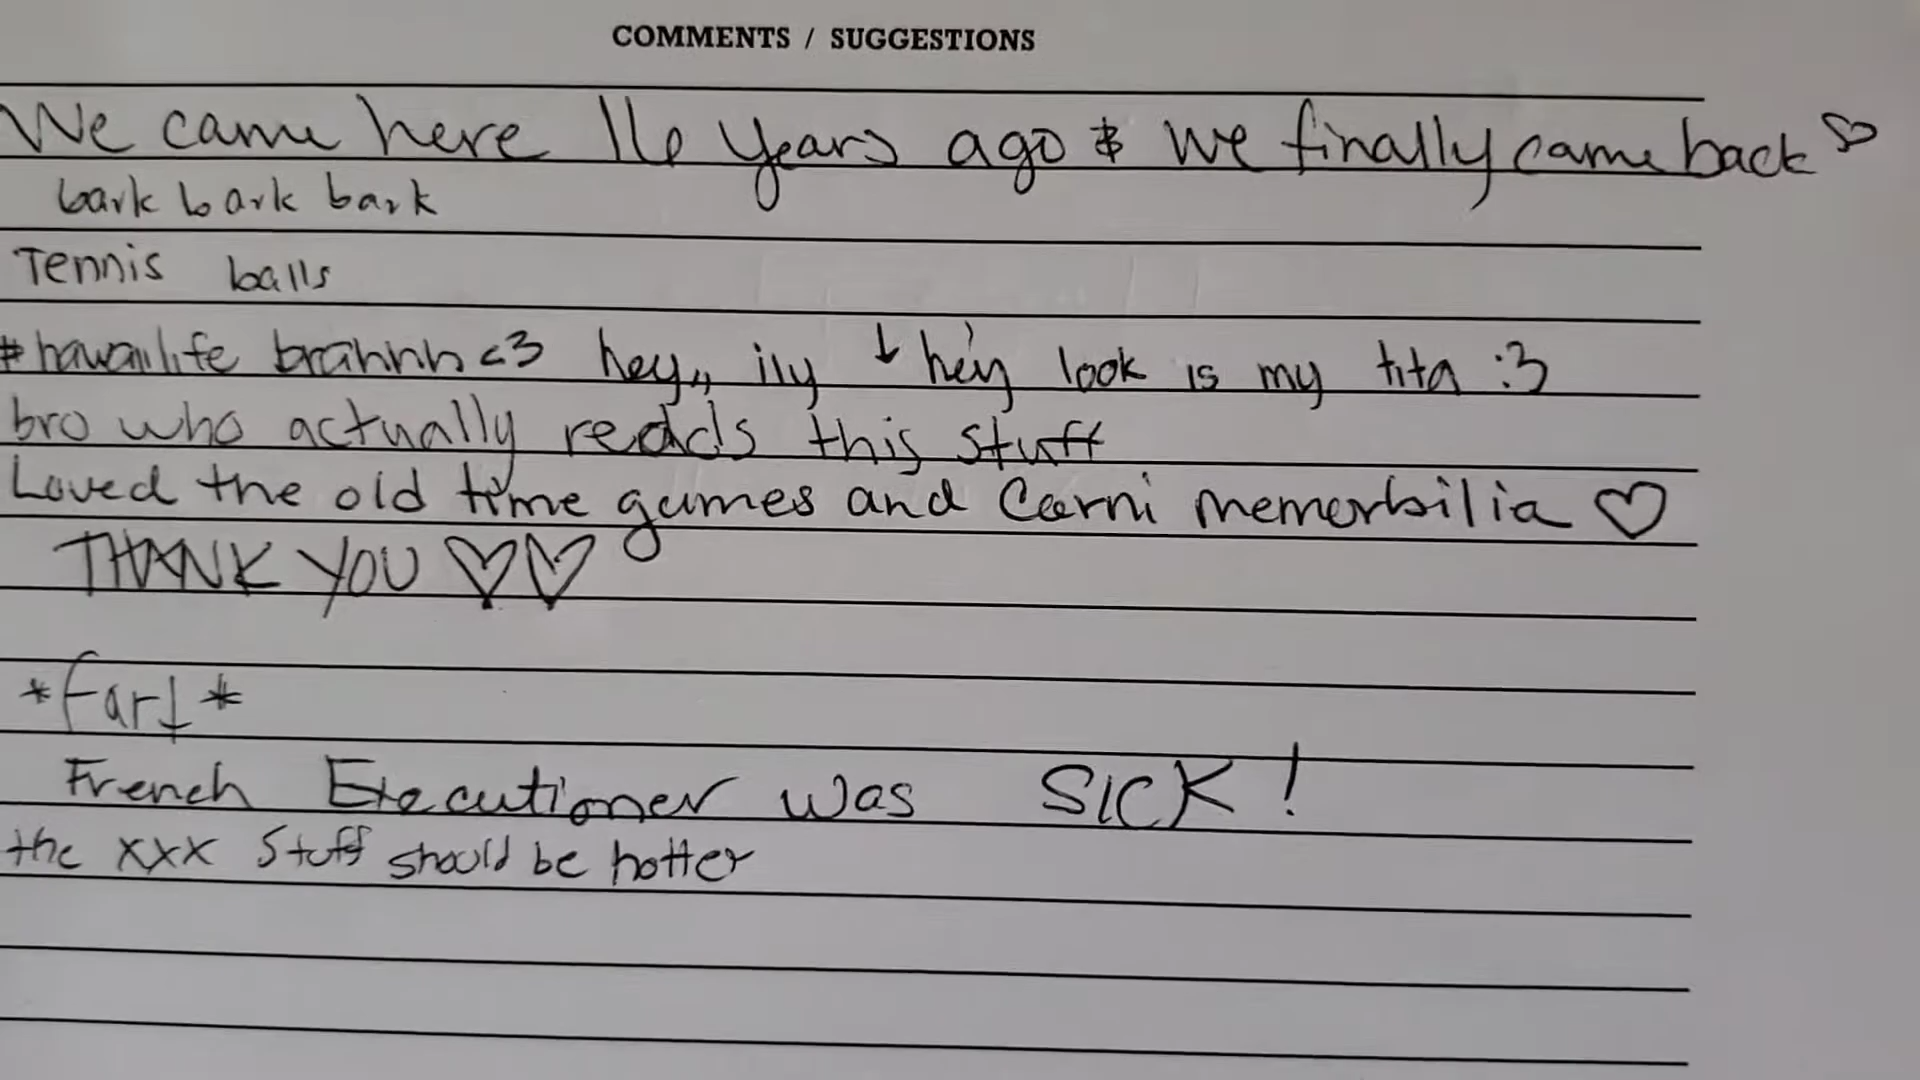 COMMENTS / SUGGESTIONS
We came here 16 years ago & we finally came back ♡
bark bark bark
Tennis balls
#hawaiilife brahhh <3 hey,, ily ↓ hey look is my tita :3
bro who actually reads this stuff
Loved the old time games and Carni memorbilia ♡
THANK YOU ♡♡
*fart*
French Executioner was SICK!
the XXX Stuff should be hotter